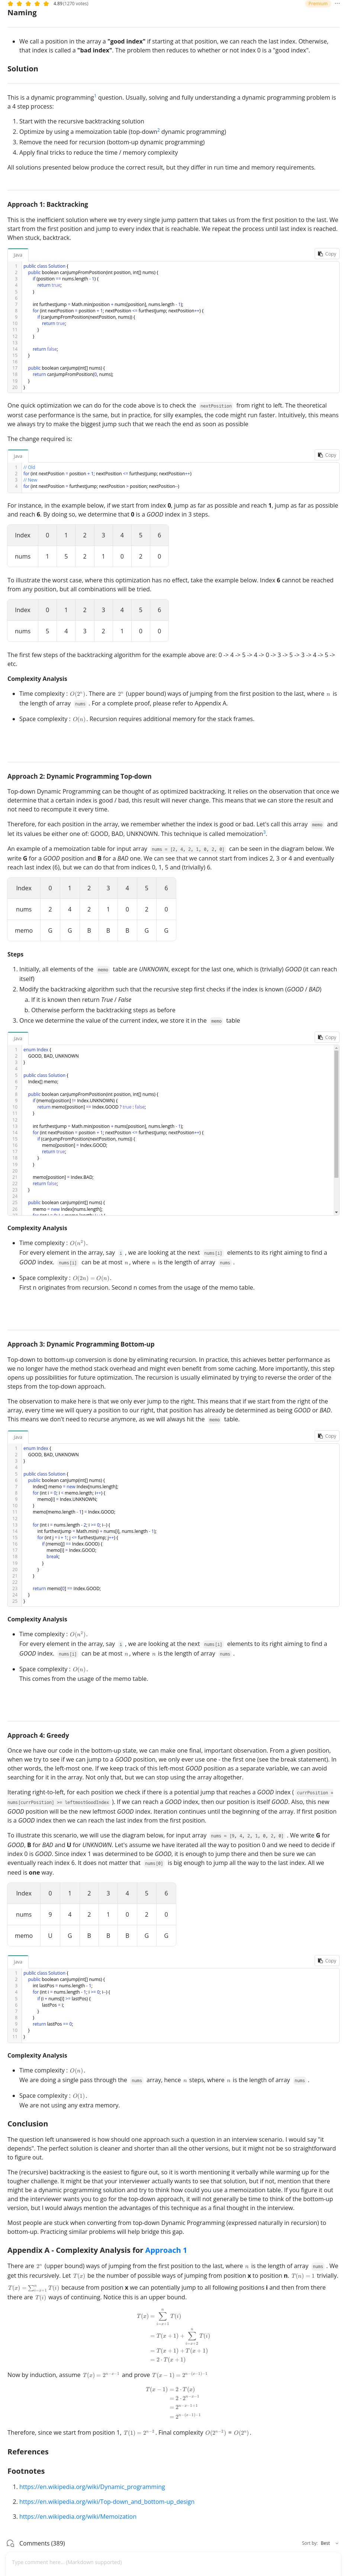 4.89 (1270 votes)
Premium
Naming
We call a position in the array a "good index" if starting at that position, we can reach the last index. Otherwise,
that index is called a "bad index". The problem then reduces to whether or not index 0 is a "good index".
Solution
This is a dynamic programming1 question. Usually, solving and fully understanding a dynamic programming problem is
a 4 step process:
1. Start with the recursive backtracking solution
2. Optimize by using a memoization table (top-down2 dynamic programming)
3. Remove the need for recursion (bottom-up dynamic programming)
4. Apply final tricks to reduce the time / memory complexity
All solutions presented below produce the correct result, but they differ in run time and memory requirements.
Approach 1: Backtracking
This is the inefficient solution where we try every single jump pattern that takes us from the first position to the last. We
start from the first position and jump to every index that is reachable. We repeat the process until last index is reached.
When stuck, backtrack.
Java
Copy
1 public class Solution {
2 public boolean canJumpFromPosition(int position, int[] nums) {
3 if (position == nums.length - 1) {
4 return true;
5 }
6
7 int furthestJump = Math.min(position + nums[position], nums.length - 1);
8 for (int nextPosition = position + 1; nextPosition <= furthestJump; nextPosition++) {
9 if (canJumpFromPosition(nextPosition, nums)) {
10 return true;
11 }
12 }
13
14 return false;
15 }
16
17 public boolean canJump(int[] nums) {
18 return canJumpFromPosition(0, nums);
19 }
20 }
One quick optimization we can do for the code above is to check the nextPosition from right to left. The theoretical
worst case performance is the same, but in practice, for silly examples, the code might run faster. Intuitively, this means
we always try to make the biggest jump such that we reach the end as soon as possible
The change required is:
Java
Copy
1 // Old
2 for (int nextPosition = position + 1; nextPosition <= furthestJump; nextPosition++)
3 // New
4 for (int nextPosition = furthestJump; nextPosition > position; nextPosition--)
For instance, in the example below, if we start from index 0, jump as far as possible and reach 1, jump as far as possible
and reach 6. By doing so, we determine that 0 is a GOOD index in 3 steps.
Index 0 1 2 3 4 5 6
nums 1 5 2 1 0 2 0
To illustrate the worst case, where this optimization has no effect, take the example below. Index 6 cannot be reached
from any position, but all combinations will be tried.
Index 0 1 2 3 4 5 6
nums 5 4 3 2 1 0 0
The first few steps of the backtracking algorithm for the example above are: 0 -> 4 -> 5 -> 4 -> 0 -> 3 -> 5 -> 3 -> 4 -> 5 ->
etc.
Complexity Analysis
Time complexity : O(2^n). There are 2^n (upper bound) ways of jumping from the first position to the last, where n is
the length of array nums . For a complete proof, please refer to Appendix A.
Space complexity : O(n). Recursion requires additional memory for the stack frames.
Approach 2: Dynamic Programming Top-down
Top-down Dynamic Programming can be thought of as optimized backtracking. It relies on the observation that once we
determine that a certain index is good / bad, this result will never change. This means that we can store the result and
not need to recompute it every time.
Therefore, for each position in the array, we remember whether the index is good or bad. Let's call this array memo and
let its values be either one of: GOOD, BAD, UNKNOWN. This technique is called memoization3.
An example of a memoization table for input array nums = [2, 4, 2, 1, 0, 2, 0] can be seen in the diagram below. We
write G for a GOOD position and B for a BAD one. We can see that we cannot start from indices 2, 3 or 4 and eventually
reach last index (6), but we can do that from indices 0, 1, 5 and (trivially) 6.
Index 0 1 2 3 4 5 6
nums 2 4 2 1 0 2 0
memo G G B B B G G
Steps
1. Initially, all elements of the memo table are UNKNOWN, except for the last one, which is (trivially) GOOD (it can reach
itself)
2. Modify the backtracking algorithm such that the recursive step first checks if the index is known (GOOD / BAD)
a. If it is known then return True / False
b. Otherwise perform the backtracking steps as before
3. Once we determine the value of the current index, we store it in the memo table
Java
Copy
1 enum Index {
2 GOOD, BAD, UNKNOWN
3 }
4
5 public class Solution {
6 Index[] memo;
7
8 public boolean canJumpFromPosition(int position, int[] nums) {
9 if (memo[position] != Index.UNKNOWN) {
10 return memo[position] == Index.GOOD ? true : false;
11 }
12
13 int furthestJump = Math.min(position + nums[position], nums.length - 1);
14 for (int nextPosition = position + 1; nextPosition <= furthestJump; nextPosition++) {
15 if (canJumpFromPosition(nextPosition, nums)) {
16 memo[position] = Index.GOOD;
17 return true;
18 }
19 }
20
21 memo[position] = Index.BAD;
22 return false;
23 }
24
25 public boolean canJump(int[] nums) {
26 memo = new Index[nums.length];
Complexity Analysis
Time complexity : O(n^2).
For every element in the array, say i , we are looking at the next nums[i] elements to its right aiming to find a
GOOD index. nums[i] can be at most n, where n is the length of array nums .
Space complexity : O(2n) = O(n).
First n originates from recursion. Second n comes from the usage of the memo table.
Approach 3: Dynamic Programming Bottom-up
Top-down to bottom-up conversion is done by eliminating recursion. In practice, this achieves better performance as
we no longer have the method stack overhead and might even benefit from some caching. More importantly, this step
opens up possibilities for future optimization. The recursion is usually eliminated by trying to reverse the order of the
steps from the top-down approach.
The observation to make here is that we only ever jump to the right. This means that if we start from the right of the
array, every time we will query a position to our right, that position has already be determined as being GOOD or BAD.
This means we don't need to recurse anymore, as we will always hit the memo table.
Java
Copy
1 enum Index {
2 GOOD, BAD, UNKNOWN
3 }
4
5 public class Solution {
6 public boolean canJump(int[] nums) {
7 Index[] memo = new Index[nums.length];
8 for (int i = 0; i < memo.length; i++) {
9 memo[i] = Index.UNKNOWN;
10 }
11 memo[memo.length - 1] = Index.GOOD;
12
13 for (int i = nums.length - 2; i >= 0; i--) {
14 int furthestJump = Math.min(i + nums[i], nums.length - 1);
15 for (int j = i + 1; j <= furthestJump; j++) {
16 if (memo[j] == Index.GOOD) {
17 memo[i] = Index.GOOD;
18 break;
19 }
20 }
21 }
22
23 return memo[0] == Index.GOOD;
24 }
25 }
Complexity Analysis
Time complexity : O(n^2).
For every element in the array, say i , we are looking at the next nums[i] elements to its right aiming to find a
GOOD index. nums[i] can be at most n, where n is the length of array nums .
Space complexity : O(n).
This comes from the usage of the memo table.
Approach 4: Greedy
Once we have our code in the bottom-up state, we can make one final, important observation. From a given position,
when we try to see if we can jump to a GOOD position, we only ever use one - the first one (see the break statement). In
other words, the left-most one. If we keep track of this left-most GOOD position as a separate variable, we can avoid
searching for it in the array. Not only that, but we can stop using the array altogether.
Iterating right-to-left, for each position we check if there is a potential jump that reaches a GOOD index ( currPosition +
nums[currPosition] >= leftmostGoodIndex ). If we can reach a GOOD index, then our position is itself GOOD. Also, this new
GOOD position will be the new leftmost GOOD index. Iteration continues until the beginning of the array. If first position
is a GOOD index then we can reach the last index from the first position.
To illustrate this scenario, we will use the diagram below, for input array nums = [9, 4, 2, 1, 0, 2, 0] . We write G for
GOOD, B for BAD and U for UNKNOWN. Let's assume we have iterated all the way to position 0 and we need to decide if
index 0 is GOOD. Since index 1 was determined to be GOOD, it is enough to jump there and then be sure we can
eventually reach index 6. It does not matter that nums[0] is big enough to jump all the way to the last index. All we
need is one way.
Index 0 1 2 3 4 5 6
nums 9 4 2 1 0 2 0
memo U G B B B G G
Java
Copy
1 public class Solution {
2 public boolean canJump(int[] nums) {
3 int lastPos = nums.length - 1;
4 for (int i = nums.length - 1; i >= 0; i--) {
5 if (i + nums[i] >= lastPos) {
6 lastPos = i;
7 }
8 }
9 return lastPos == 0;
10 }
11 }
Complexity Analysis
Time complexity : O(n).
We are doing a single pass through the nums array, hence n steps, where n is the length of array nums .
Space complexity : O(1).
We are not using any extra memory.
Conclusion
The question left unanswered is how should one approach such a question in an interview scenario. I would say "it
depends". The perfect solution is cleaner and shorter than all the other versions, but it might not be so straightforward
to figure out.
The (recursive) backtracking is the easiest to figure out, so it is worth mentioning it verbally while warming up for the
tougher challenge. It might be that your interviewer actually wants to see that solution, but if not, mention that there
might be a dynamic programming solution and try to think how could you use a memoization table. If you figure it out
and the interviewer wants you to go for the top-down approach, it will not generally be time to think of the bottom-up
version, but I would always mention the advantages of this technique as a final thought in the interview.
Most people are stuck when converting from top-down Dynamic Programming (expressed naturally in recursion) to
bottom-up. Practicing similar problems will help bridge this gap.
Appendix A - Complexity Analysis for Approach 1
There are 2^n (upper bound) ways of jumping from the first position to the last, where n is the length of array nums . We
get this recursively. Let T(x) be the number of possible ways of jumping from position x to position n. T(n) = 1 trivially.
T(x) = ∑_{i=x+1}^n T(i) because from position x we can potentially jump to all following positions i and then from there
there are T(i) ways of continuing. Notice this is an upper bound.
T(x) = ∑_{i=x+1}^n T(i)
= T(x+1) + ∑_{i=x+2}^n T(i)
= T(x+1) + T(x+1)
= 2 · T(x+1)
Now by induction, assume T(x) = 2^{n-x-1} and prove T(x-1) = 2^{n-(x-1)-1}
T(x-1) = 2 · T(x)
= 2 · 2^{n-x-1}
= 2^{n-x-1+1}
= 2^{n-(x-1)-1}
Therefore, since we start from position 1, T(1) = 2^{n-2}. Final complexity O(2^{n-2}) = O(2^n).
References
Footnotes
1. https://en.wikipedia.org/wiki/Dynamic_programming
2. https://en.wikipedia.org/wiki/Top-down_and_bottom-up_design
3. https://en.wikipedia.org/wiki/Memoization
Comments (389)
Sort by: Best
Type comment here... (Markdown supported)